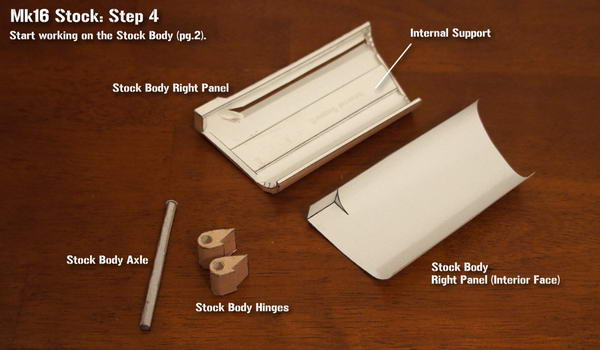 Mk16 Stock: Step 4
Start working on the Stock Body (pg.2).
Internal Support
Stock Body Right Panel
Stock Body Axle
Stock Body Hinges
Stock Body
Right Panel (Interior Face)